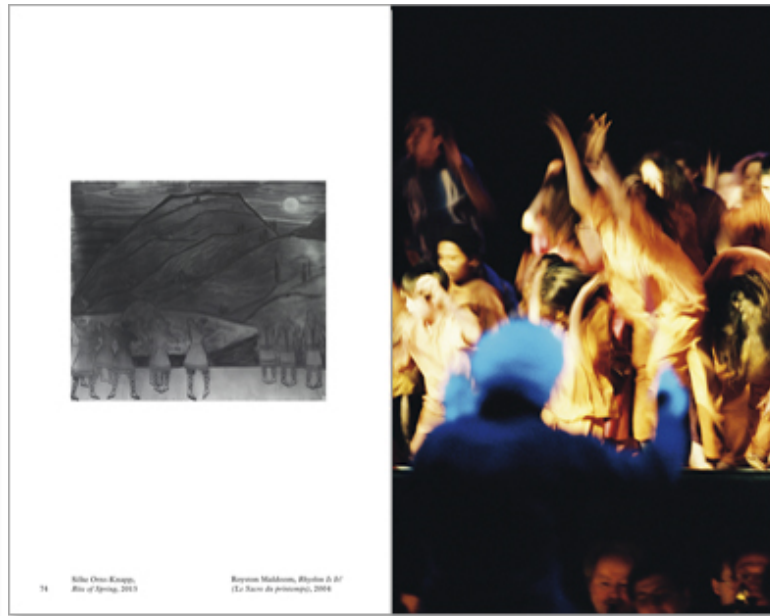 74
Silke Otto-Knapp,
Rite of Spring, 2013
Royston Maldoom, Rhythm Is It!
(Le Sacre du printemps), 2004